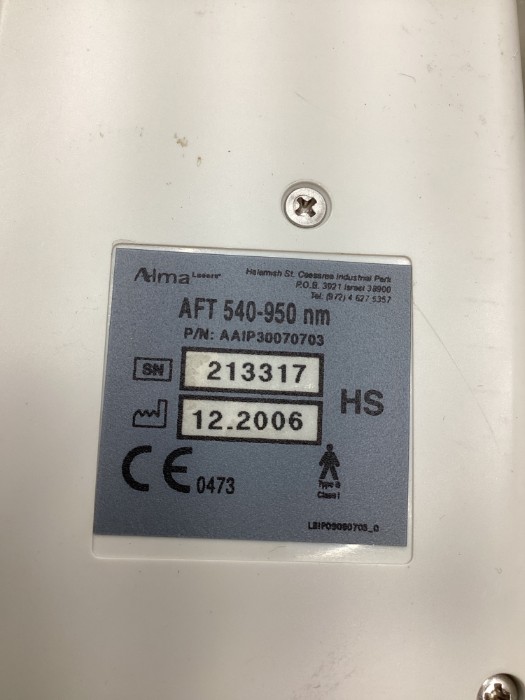 Alma Lasers
Halamish St. Caesarea Industrial Park
P.O.B. 3021 Israel 38900
Tel: (972) 4 627 5357
AFT 540-950 nm
P/N: AAIP30070703
SN 213317
12.2006
HS
CE 0473
Type B
Class I